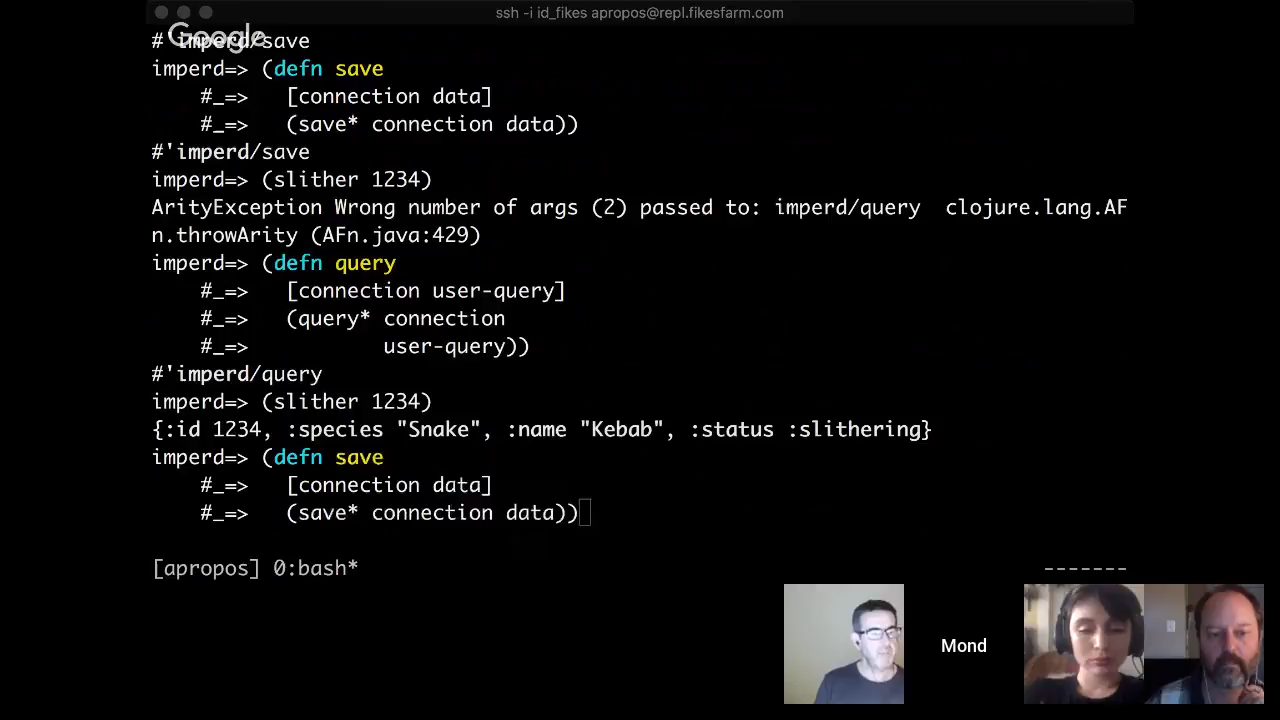 ssh -i id_fikes apropos@repl.fikesfarm.com
Google
#'imperd/save
imperd=> (defn save
#_=> [connection data]
#_=> (save* connection data))
#'imperd/save
imperd=> (slither 1234)
ArityException Wrong number of args (2) passed to: imperd/query clojure.lang.AF
n.throwArity (AFn.java:429)
imperd=> (defn query
#_=> [connection user-query]
#_=> (query* connection
#_=> user-query))
#'imperd/query
imperd=> (slither 1234)
{:id 1234, :species "Snake", :name "Kebab", :status :slithering}
imperd=> (defn save
#_=> [connection data]
#_=> (save* connection data))
[apropos] 0:bash* -------
Mond